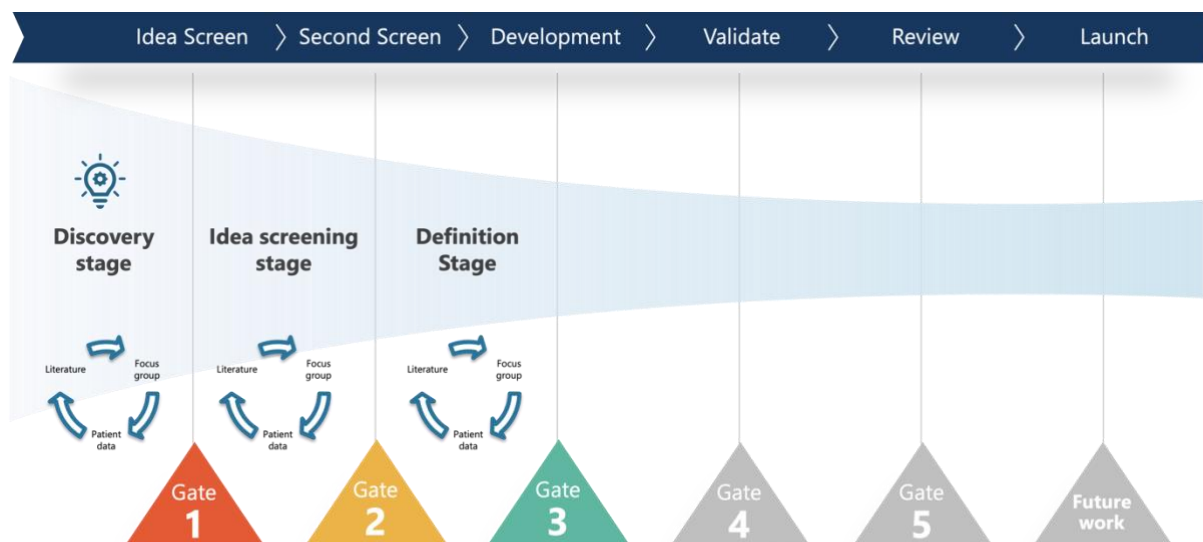 Idea Screen
Second Screen
Development
Validate
Review
Launch
Discovery
stage
Idea screening
stage
Definition
Stage
Literature
Focus
group
Patient
data
Literature
Focus
group
Patient
data
Literature
Focus
group
Patient
data
Gate
1
Gate
2
Gate
3
Gate
4
Gate
5
Future
work